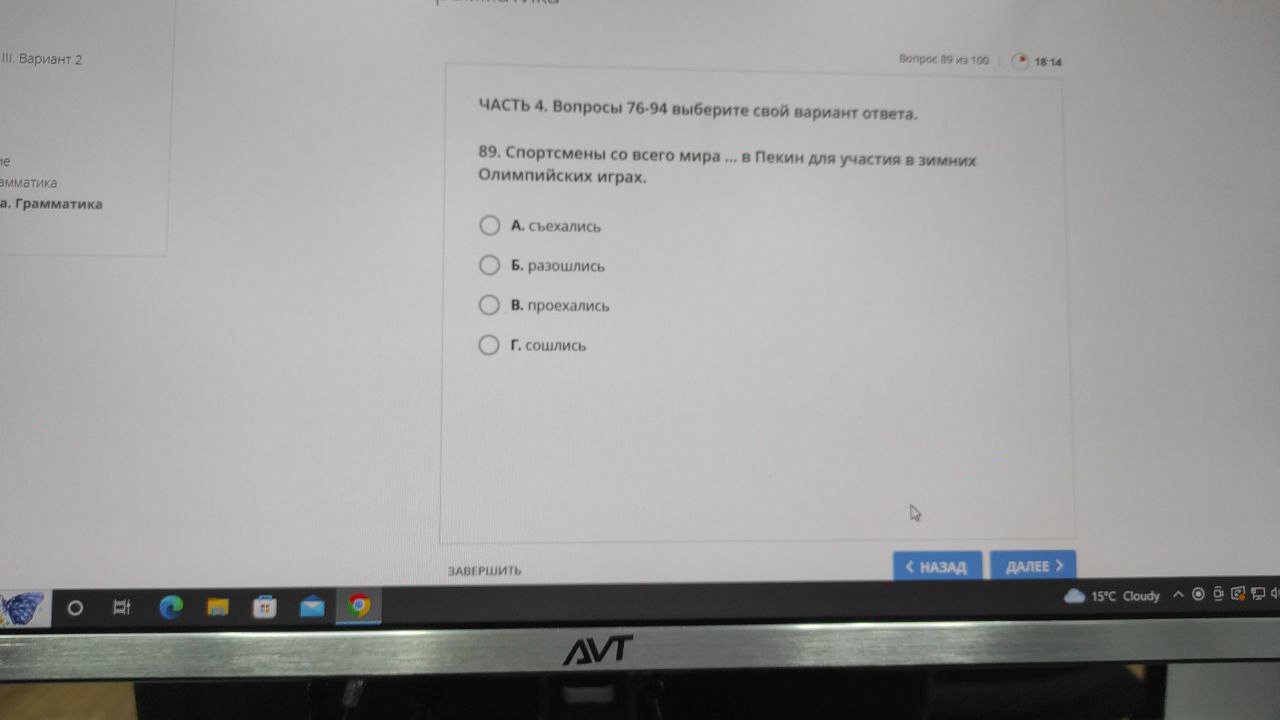 III. Вариант 2
амматика
а. Грамматика
Вопрос 89 из 100
18:14
ЧАСТЬ 4. Вопросы 76-94 выберите свой вариант ответа.
89. Спортсмены со всего мира ... в Пекин для участия в зимних
Олимпийских играх.
А. съехались
Б. разошлись
В. проехались
Г. сошлись
ЗАВЕРШИТЬ
НАЗАД
ДАЛЕЕ
15°C Cloudy
AVT